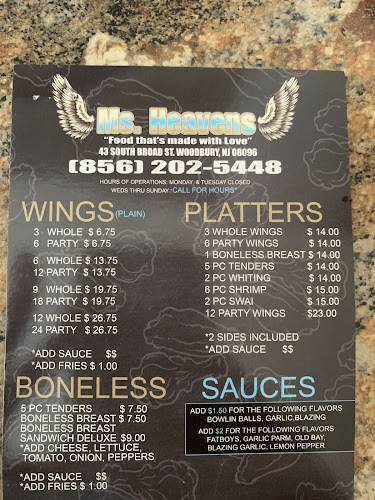 Ms. Heavens
"Food that's made with Love"
43 SOUTH BROAD ST. WOODBURY, NJ 08096
(856) 202-5448
HOURS OF OPERATIONS: MONDAY & TUESDAY CLOSED
WEDS THRU SUNDAY *CALL FOR HOURS*
WINGS (PLAIN)
3 WHOLE $ 6.75
6 PARTY $ 6.75
6 WHOLE $ 13.75
12 PARTY $ 13.75
9 WHOLE $ 19.75
18 PARTY $ 19.75
12 WHOLE $ 26.75
24 PARTY $ 26.75
*ADD SAUCE $$
*ADD FRIES $ 1.00
PLATTERS
3 WHOLE WINGS $ 14.00
6 PARTY WINGS $ 14.00
1 BONELESS BREAST $ 14.00
5 PC TENDERS $ 14.00
2 PC WHITING $ 14.00
6 PC SHRIMP $ 15.00
2 PC SWAI $ 15.00
12 PARTY WINGS $23.00
*2 SIDES INCLUDED
*ADD SAUCE $$
BONELESS
5 PC TENDERS $ 7.50
BONELESS BREAST $ 7.50
BONELESS BREAST
SANDWICH DELUXE $9.00
*ADD CHEESE, LETTUCE,
TOMATO, ONION, PEPPERS
*ADD SAUCE $$
*ADD FRIES $ 1.00
SAUCES
ADD $1.50 FOR THE FOLLOWING FLAVORS
BOWLIN BALLS, GARLIC BLAZING
ADD $2 FOR THE FOLLOWING FLAVORS
FATBOYS, GARLIC PARM, OLD BAY,
BLAZING GARLIC, LEMON PEPPER